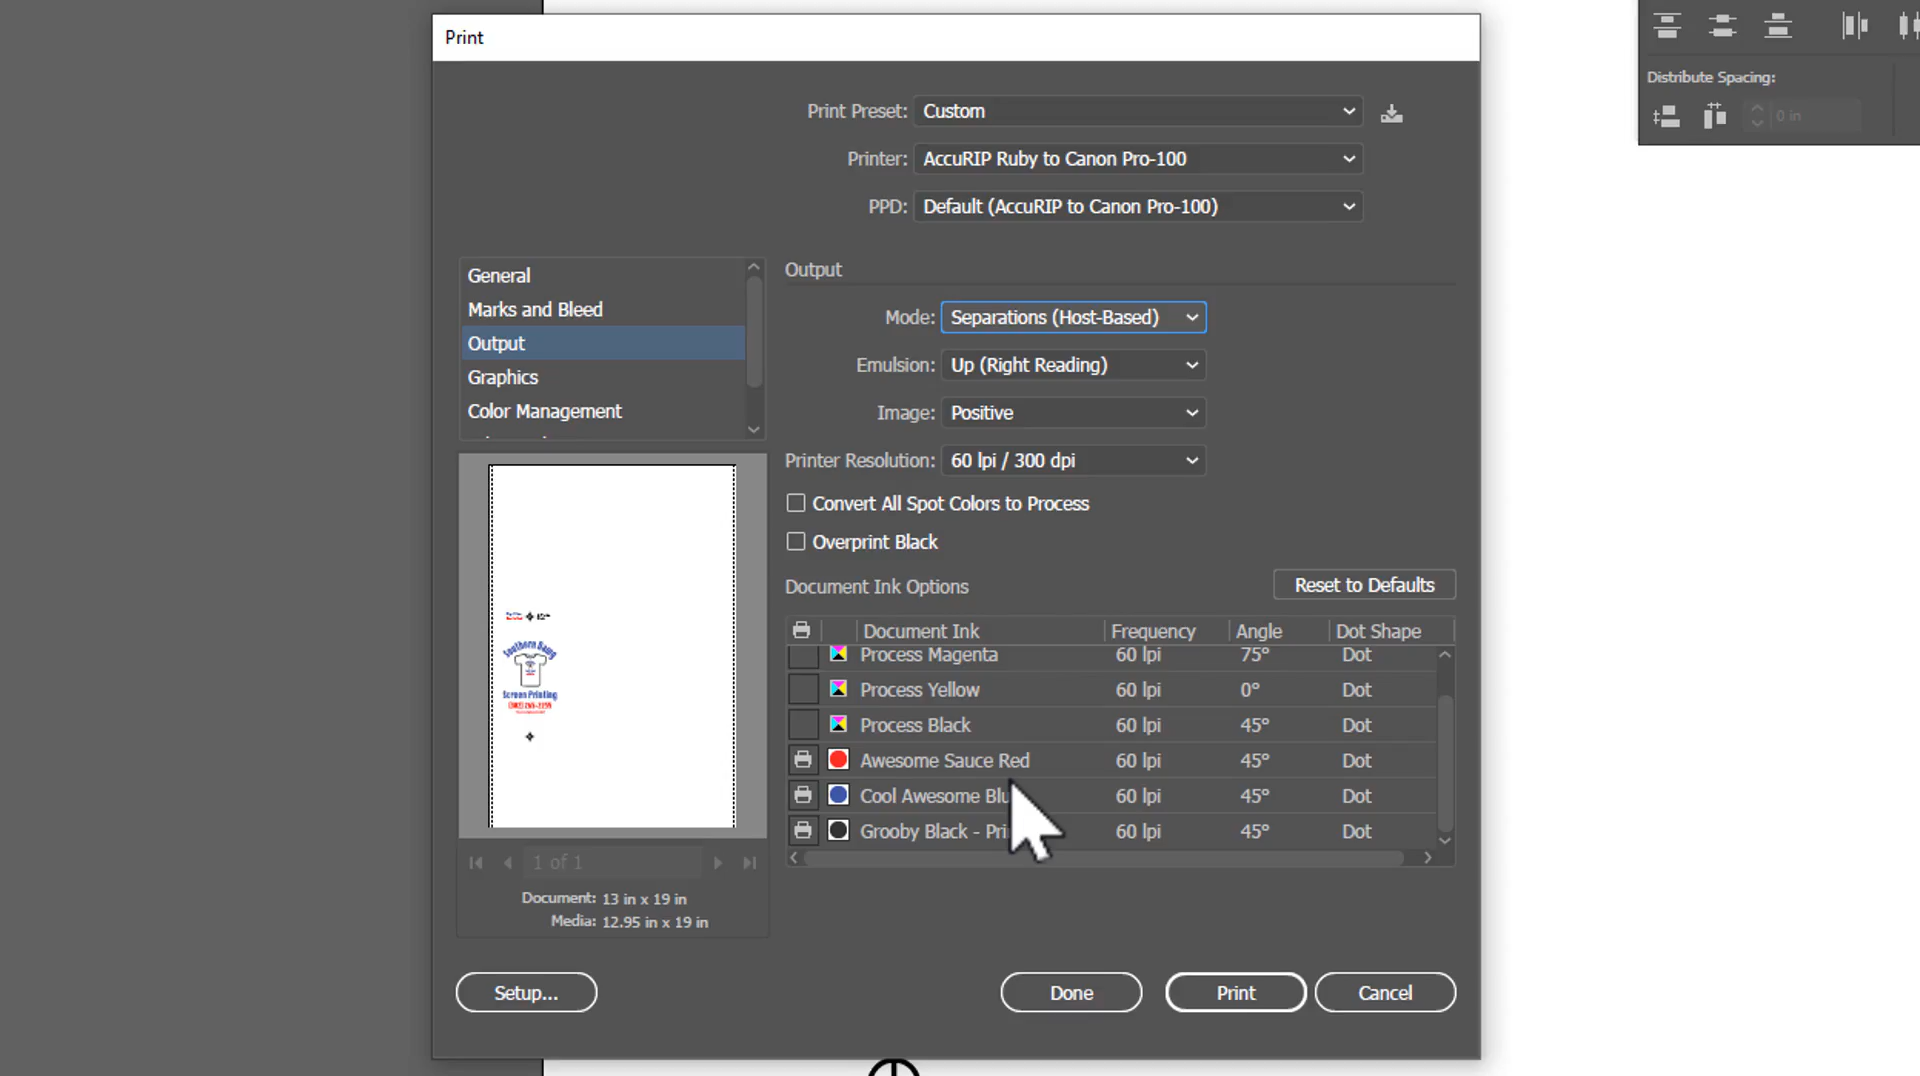 Print
Distribute Spacing:
0 in
Print Preset: Custom
Printer: AccuRIP Ruby to Canon Pro-100
PPD: Default (AccuRIP to Canon Pro-100)
General
Marks and Bleed
Output
Graphics
Color Management
Output
Mode: Separations (Host-Based)
Emulsion: Up (Right Reading)
Image: Positive
Printer Resolution: 60 lpi / 300 dpi
Convert All Spot Colors to Process
Overprint Black
Document Ink Options
Reset to Defaults
Document Ink Frequency Angle Dot Shape
Process Magenta 60 lpi 75° Dot
Process Yellow 60 lpi 0° Dot
Process Black 60 lpi 45° Dot
Awesome Sauce Red 60 lpi 45° Dot
Cool Awesome Blu 60 lpi 45° Dot
Grooby Black - Pri 60 lpi 45° Dot
Southern Dawg
Screen Printing
1 of 1
Document: 13 in x 19 in
Media: 12.95 in x 19 in
Setup...
Done
Print
Cancel